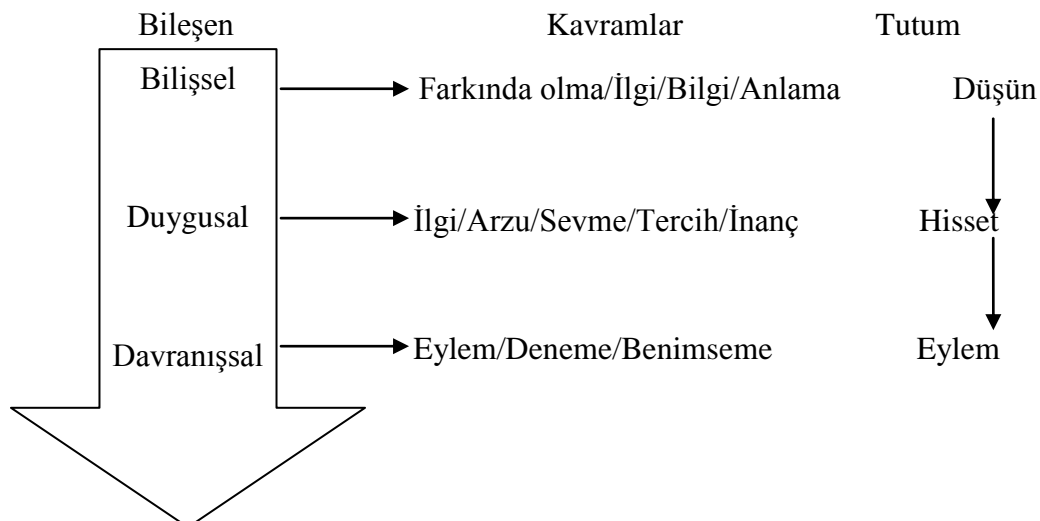 Bileşen Kavramlar Tutum
Bilişsel Farkında olma/İlgi/Bilgi/Anlama Düşün
Duygusal İlgi/Arzu/Sevme/Tercih/İnanç Hisset
Davranışsal Eylem/Deneme/Benimseme Eylem